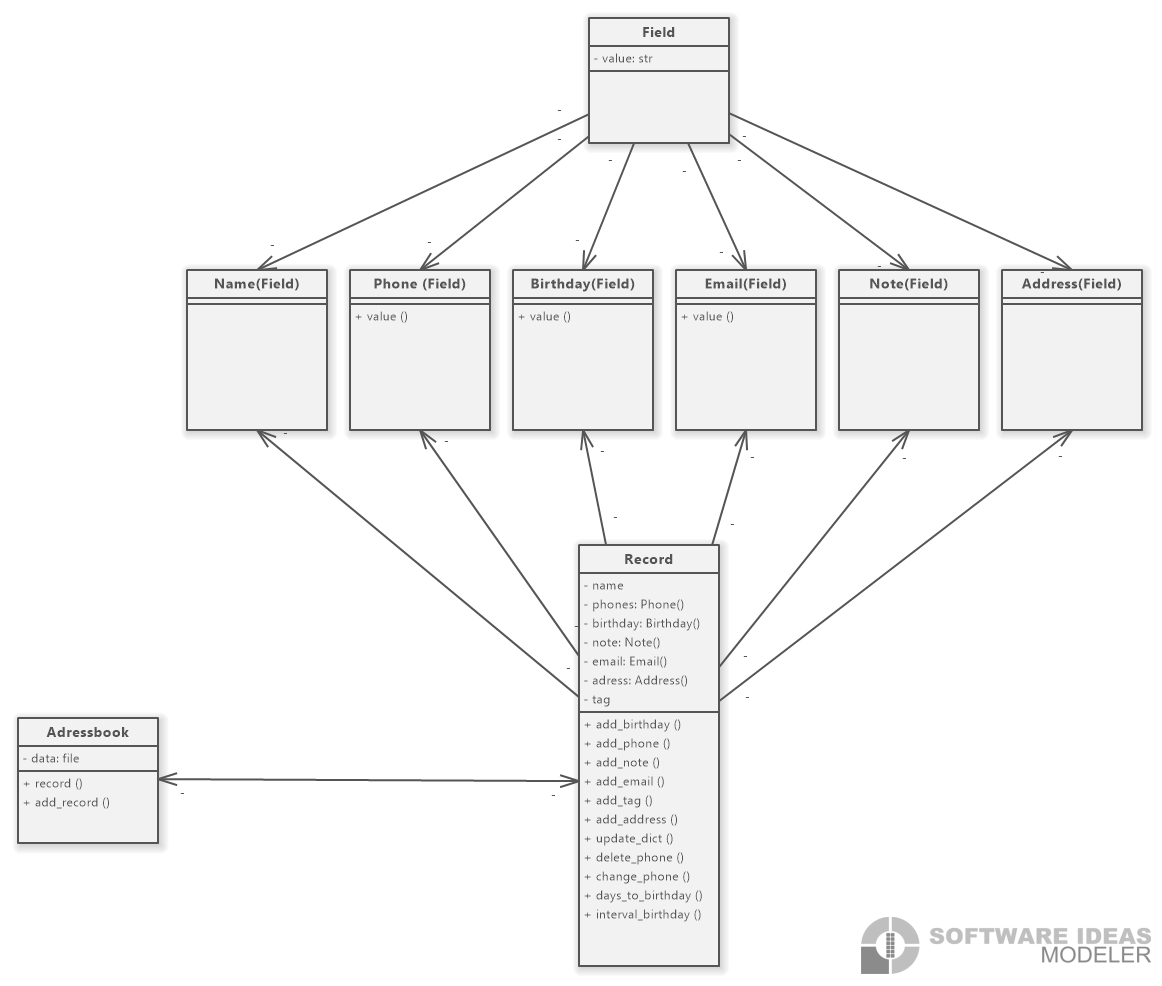 Field
- value: str
Name(Field)
Phone (Field)
+ value ()
Birthday(Field)
+ value ()
Email(Field)
+ value ()
Note(Field)
Address(Field)
Record
- name
- phones: Phone()
- birthday: Birthday()
- note: Note()
- email: Email()
- adress: Address()
- tag
+ add_birthday ()
+ add_phone ()
+ add_note ()
+ add_email ()
+ add_tag ()
+ add_address ()
+ update_dict ()
+ delete_phone ()
+ change_phone ()
+ days_to_birthday ()
+ interval_birthday ()
Adressbook
- data: file
+ record ()
+ add_record ()
SOFTWARE IDEAS
MODELER